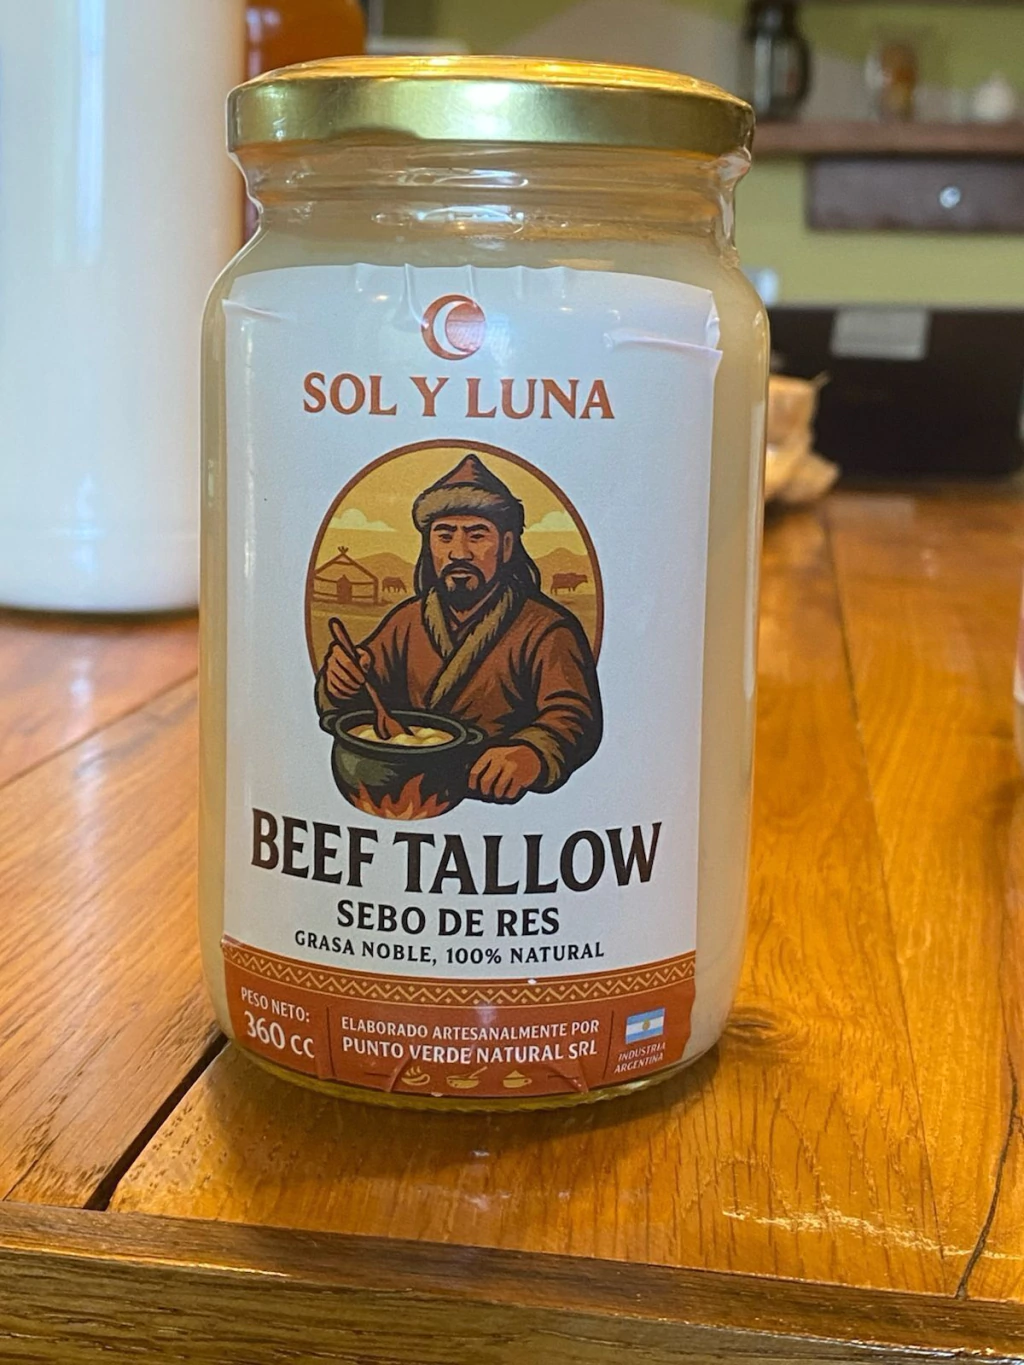 SOL Y LUNA
BEEF TALLOW
SEBO DE RES
GRASA NOBLE, 100% NATURAL
PESO NETO:
360 CC
ELABORADO ARTESANALMENTE POR
PUNTO VERDE NATURAL SRL
INDUSTRIA
ARGENTINA